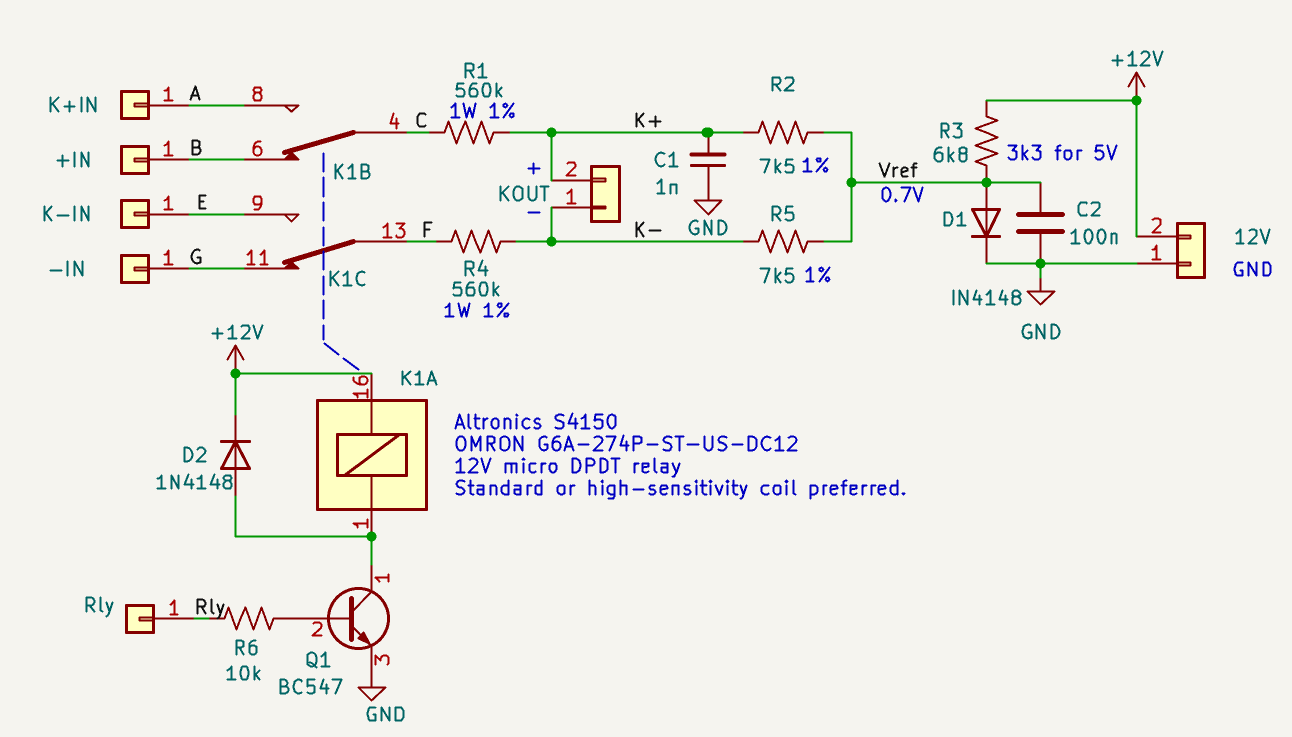 +12V
R1
560k
1W 1%
R2
K+IN
1
A
8
4
C
K+
R3
6k8
3k3 for 5V
+IN
1
B
6
K1B
C1
1n
7k5 1%
Vref
0.7V
+
2
KOUT
1
−
K-IN
1
E
9
13
F
K-
GND
R5
D1
C2
100n
2
12V
1
GND
-IN
1
G
11
K1C
R4
560k
1W 1%
7k5 1%
IN4148
GND
+12V
16
K1A
D2
1N4148
Altronics S4150
OMRON G6A-274P-ST-US-DC12
12V micro DPDT relay
Standard or high-sensitivity coil preferred.
1
1
Rly
1
Rly
2
R6
10k
Q1
BC547
3
GND